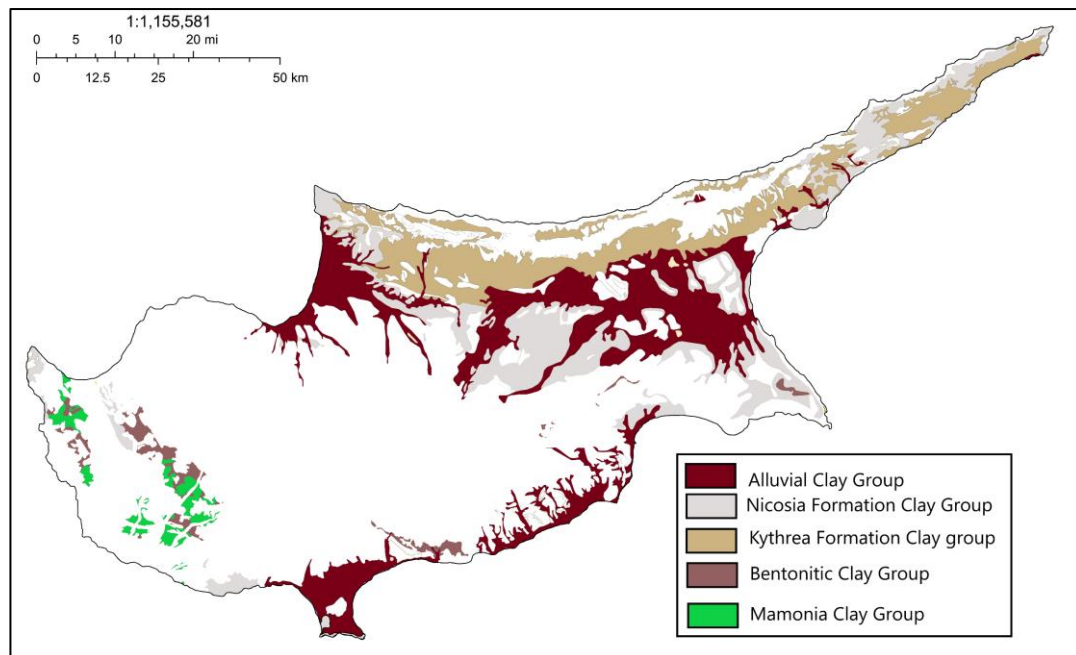 1:1,155,581
0 5 10 20 mi
0 12.5 25 50 km
Alluvial Clay Group
Nicosia Formation Clay Group
Kythrea Formation Clay group
Bentonitic Clay Group
Mamonia Clay Group